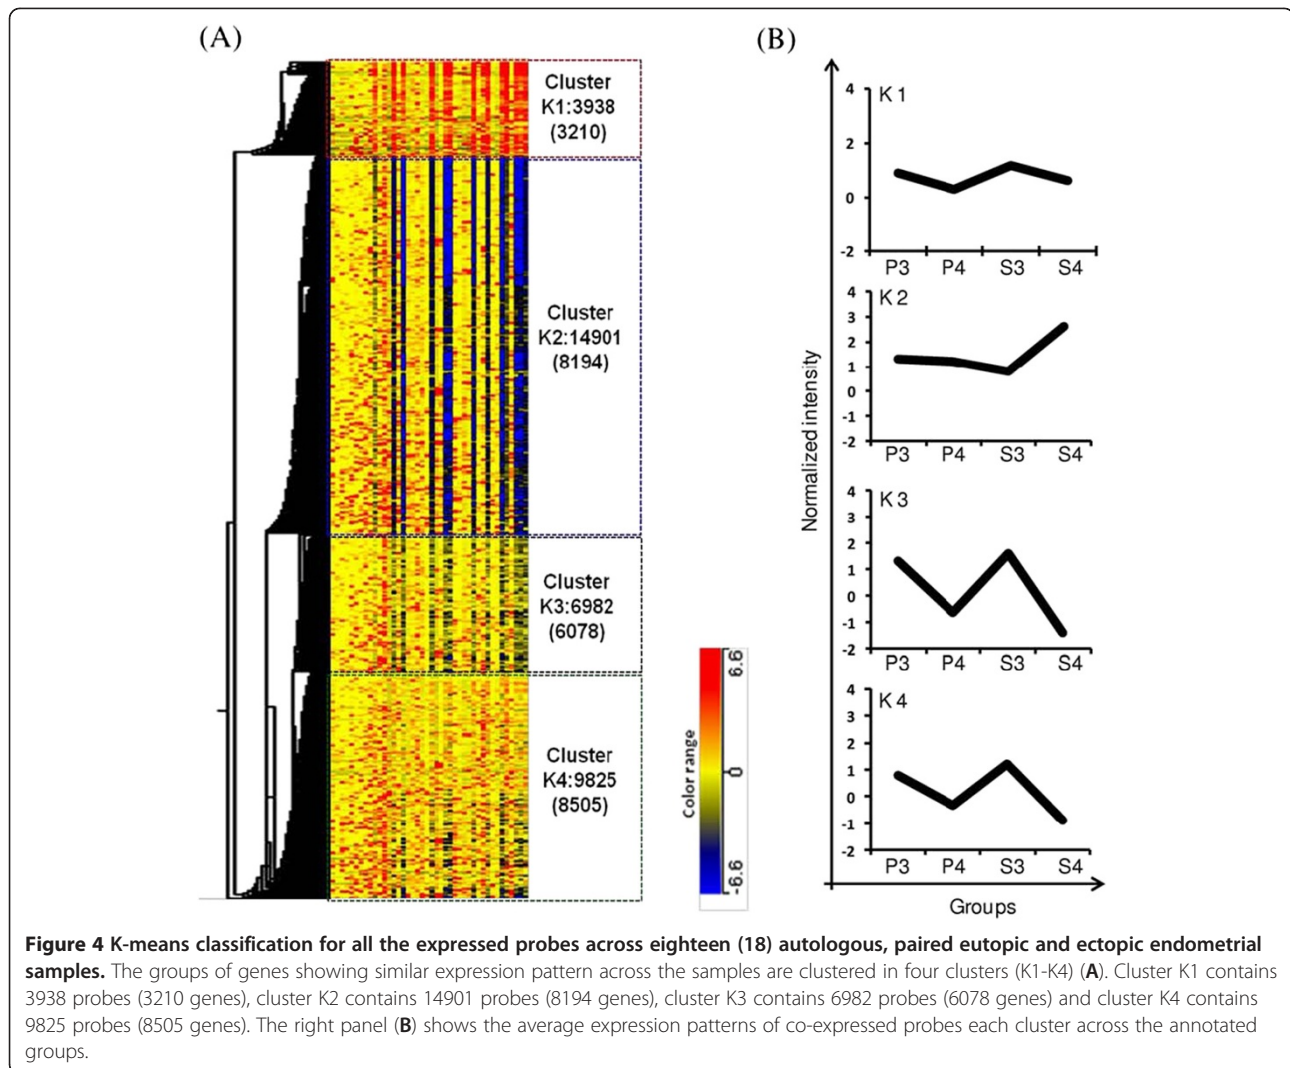 (A)
Cluster
K1:3938
(3210)
Cluster
K2:14901
(8194)
Cluster
K3:6982
(6078)
Cluster
K4:9825
(8505)
Color range
6.6
0
-6.6
(B)
Normalized intensity
K1
4
2
0
-2
P3 P4 S3 S4
K2
4
3
2
1
0
-1
-2
P3 P4 S3 S4
K3
4
3
2
1
0
-1
-2
P3 P4 S3 S4
K4
4
3
2
1
0
-1
-2
P3 P4 S3 S4
Groups
Figure 4 K-means classification for all the expressed probes across eighteen (18) autologous, paired eutopic and ectopic endometrial
samples. The groups of genes showing similar expression pattern across the samples are clustered in four clusters (K1-K4) (A). Cluster K1 contains
3938 probes (3210 genes), cluster K2 contains 14901 probes (8194 genes), cluster K3 contains 6982 probes (6078 genes) and cluster K4 contains
9825 probes (8505 genes). The right panel (B) shows the average expression patterns of co-expressed probes each cluster across the annotated
groups.